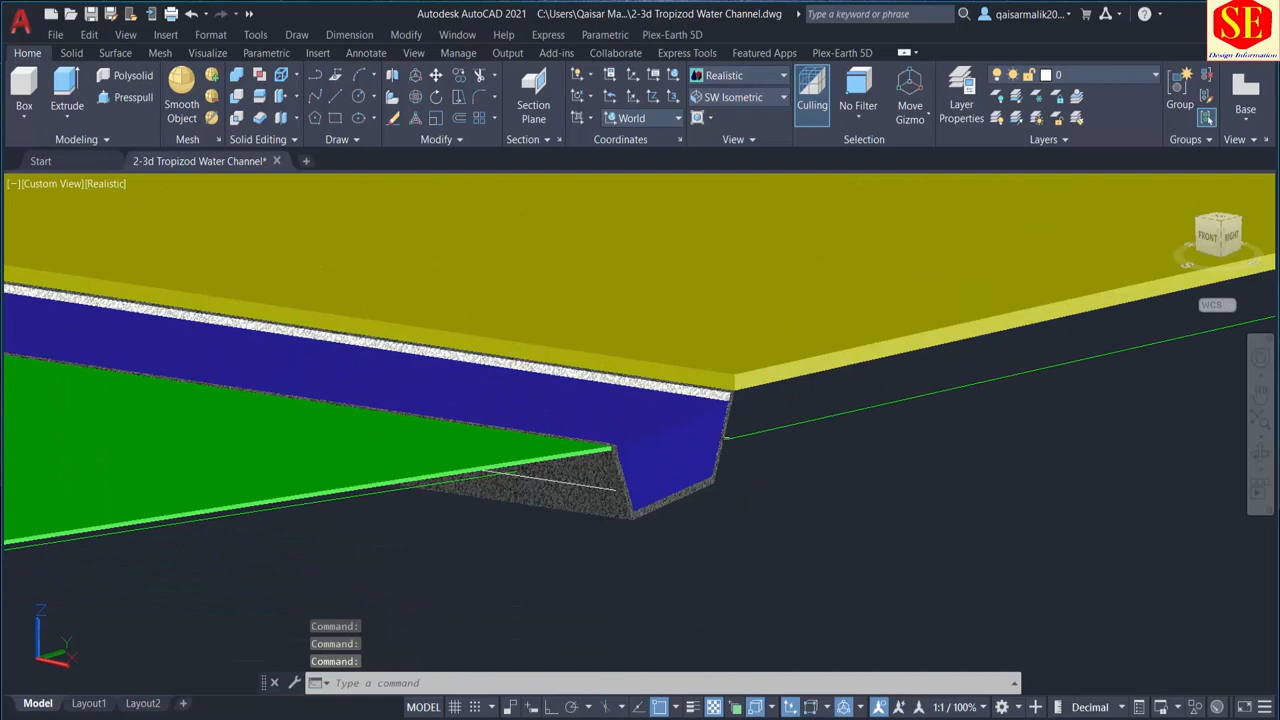 Autodesk AutoCAD 2021 C:\Users\Qaisar Ma...\2-3d Tropizod Water Channel.dwg
Type a keyword or phrase
qaisarmalik20...
SE
Design Information
File Edit View Insert Format Tools Draw Dimension Modify Window Help Express Parametric Plex-Earth 5D
Home Solid Surface Mesh Visualize Parametric Insert Annotate View Manage Output Add-ins Collaborate Express Tools Featured Apps Plex-Earth 5D
Polysolid
Realistic
0
Box Extrude Presspull Smooth Object
Section Plane
SW Isometric
World
Culling No Filter Move Gizmo
Layer Properties
Group
Base
Modeling Mesh Solid Editing Draw Modify Section Coordinates View Selection Layers Groups View
Start 2-3d Tropizod Water Channel*
[−][Custom View][Realistic]
FRONT RIGHT
WCS
Z
Y
X
Command:
Command:
Command:
Type a command
Model Layout1 Layout2
MODEL 1:1 / 100% Decimal